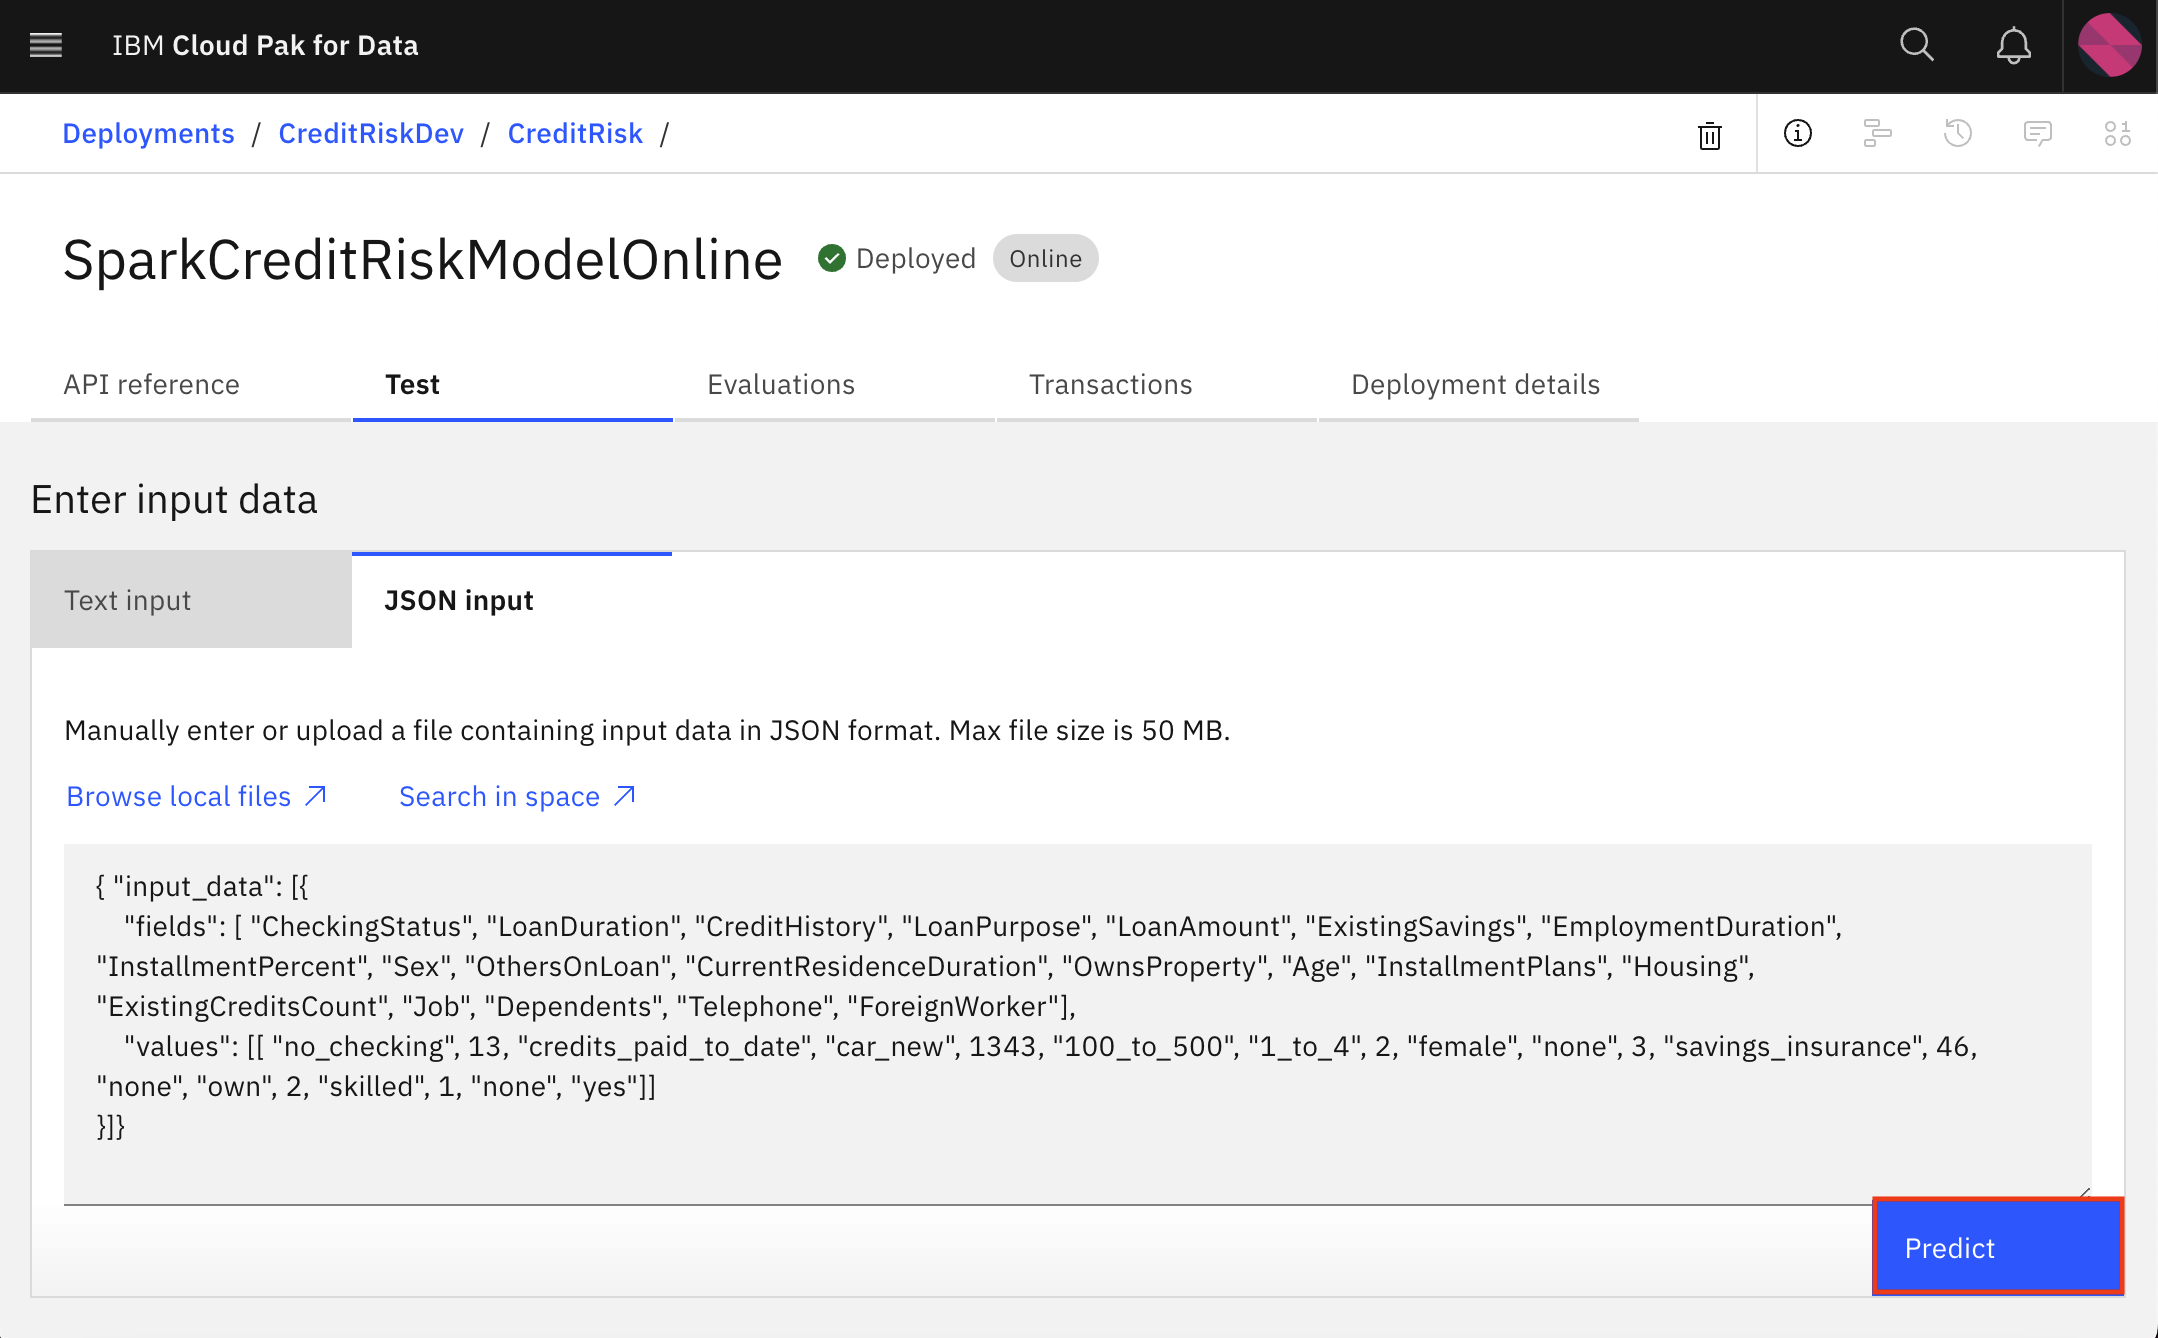 IBM Cloud Pak for Data
Deployments / CreditRiskDev / CreditRisk /
SparkCreditRiskModelOnline Deployed Online
API reference Test Evaluations Transactions Deployment details
Enter input data
Text input JSON input
Manually enter or upload a file containing input data in JSON format. Max file size is 50 MB.
Browse local files Search in space
{ "input_data": [{
"fields": [ "CheckingStatus", "LoanDuration", "CreditHistory", "LoanPurpose", "LoanAmount", "ExistingSavings", "EmploymentDuration",
"InstallmentPercent", "Sex", "OthersOnLoan", "CurrentResidenceDuration", "OwnsProperty", "Age", "InstallmentPlans", "Housing",
"ExistingCreditsCount", "Job", "Dependents", "Telephone", "ForeignWorker"],
"values": [[ "no_checking", 13, "credits_paid_to_date", "car_new", 1343, "100_to_500", "1_to_4", 2, "female", "none", 3, "savings_insurance", 46,
"none", "own", 2, "skilled", 1, "none", "yes"]]
}]}
Predict